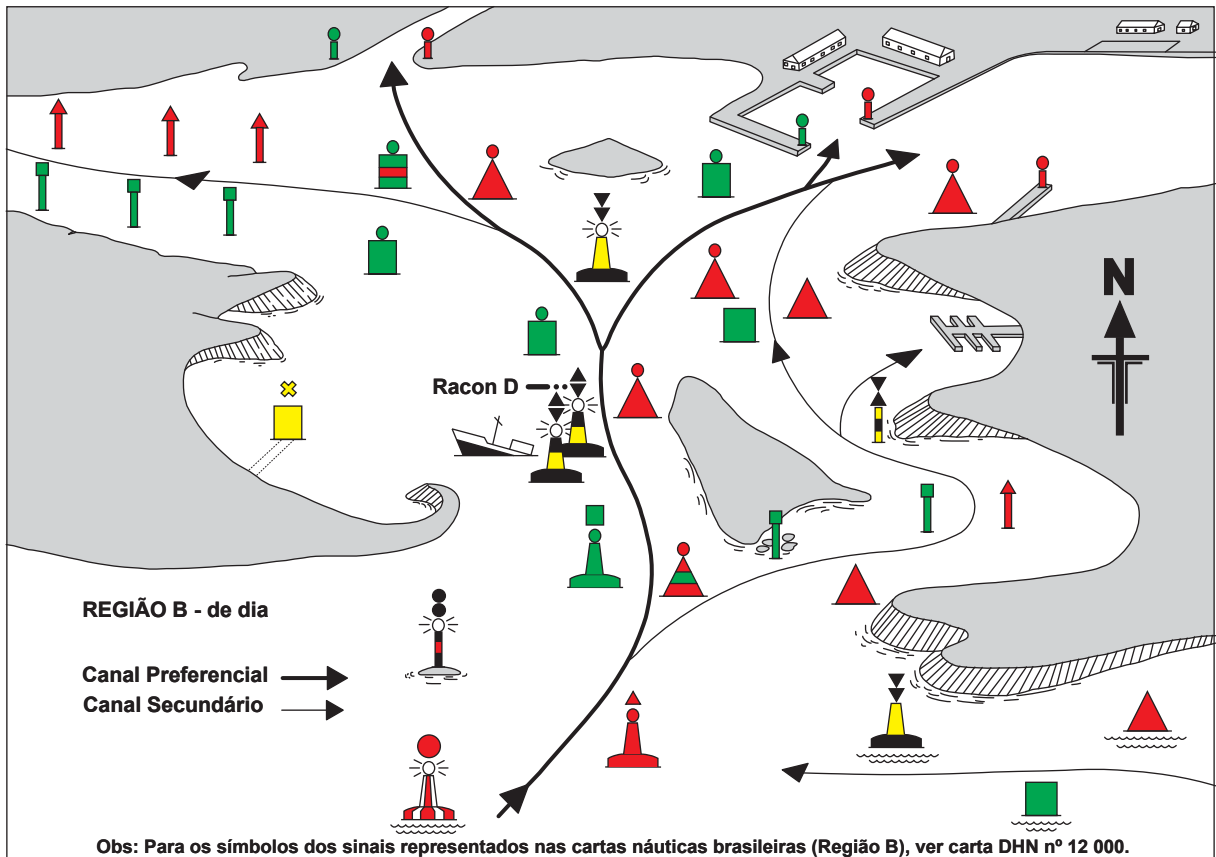 N
Racon D
REGIÃO B - de dia
Canal Preferencial
Canal Secundário
Obs: Para os símbolos dos sinais representados nas cartas náuticas brasileiras (Região B), ver carta DHN nº 12 000.